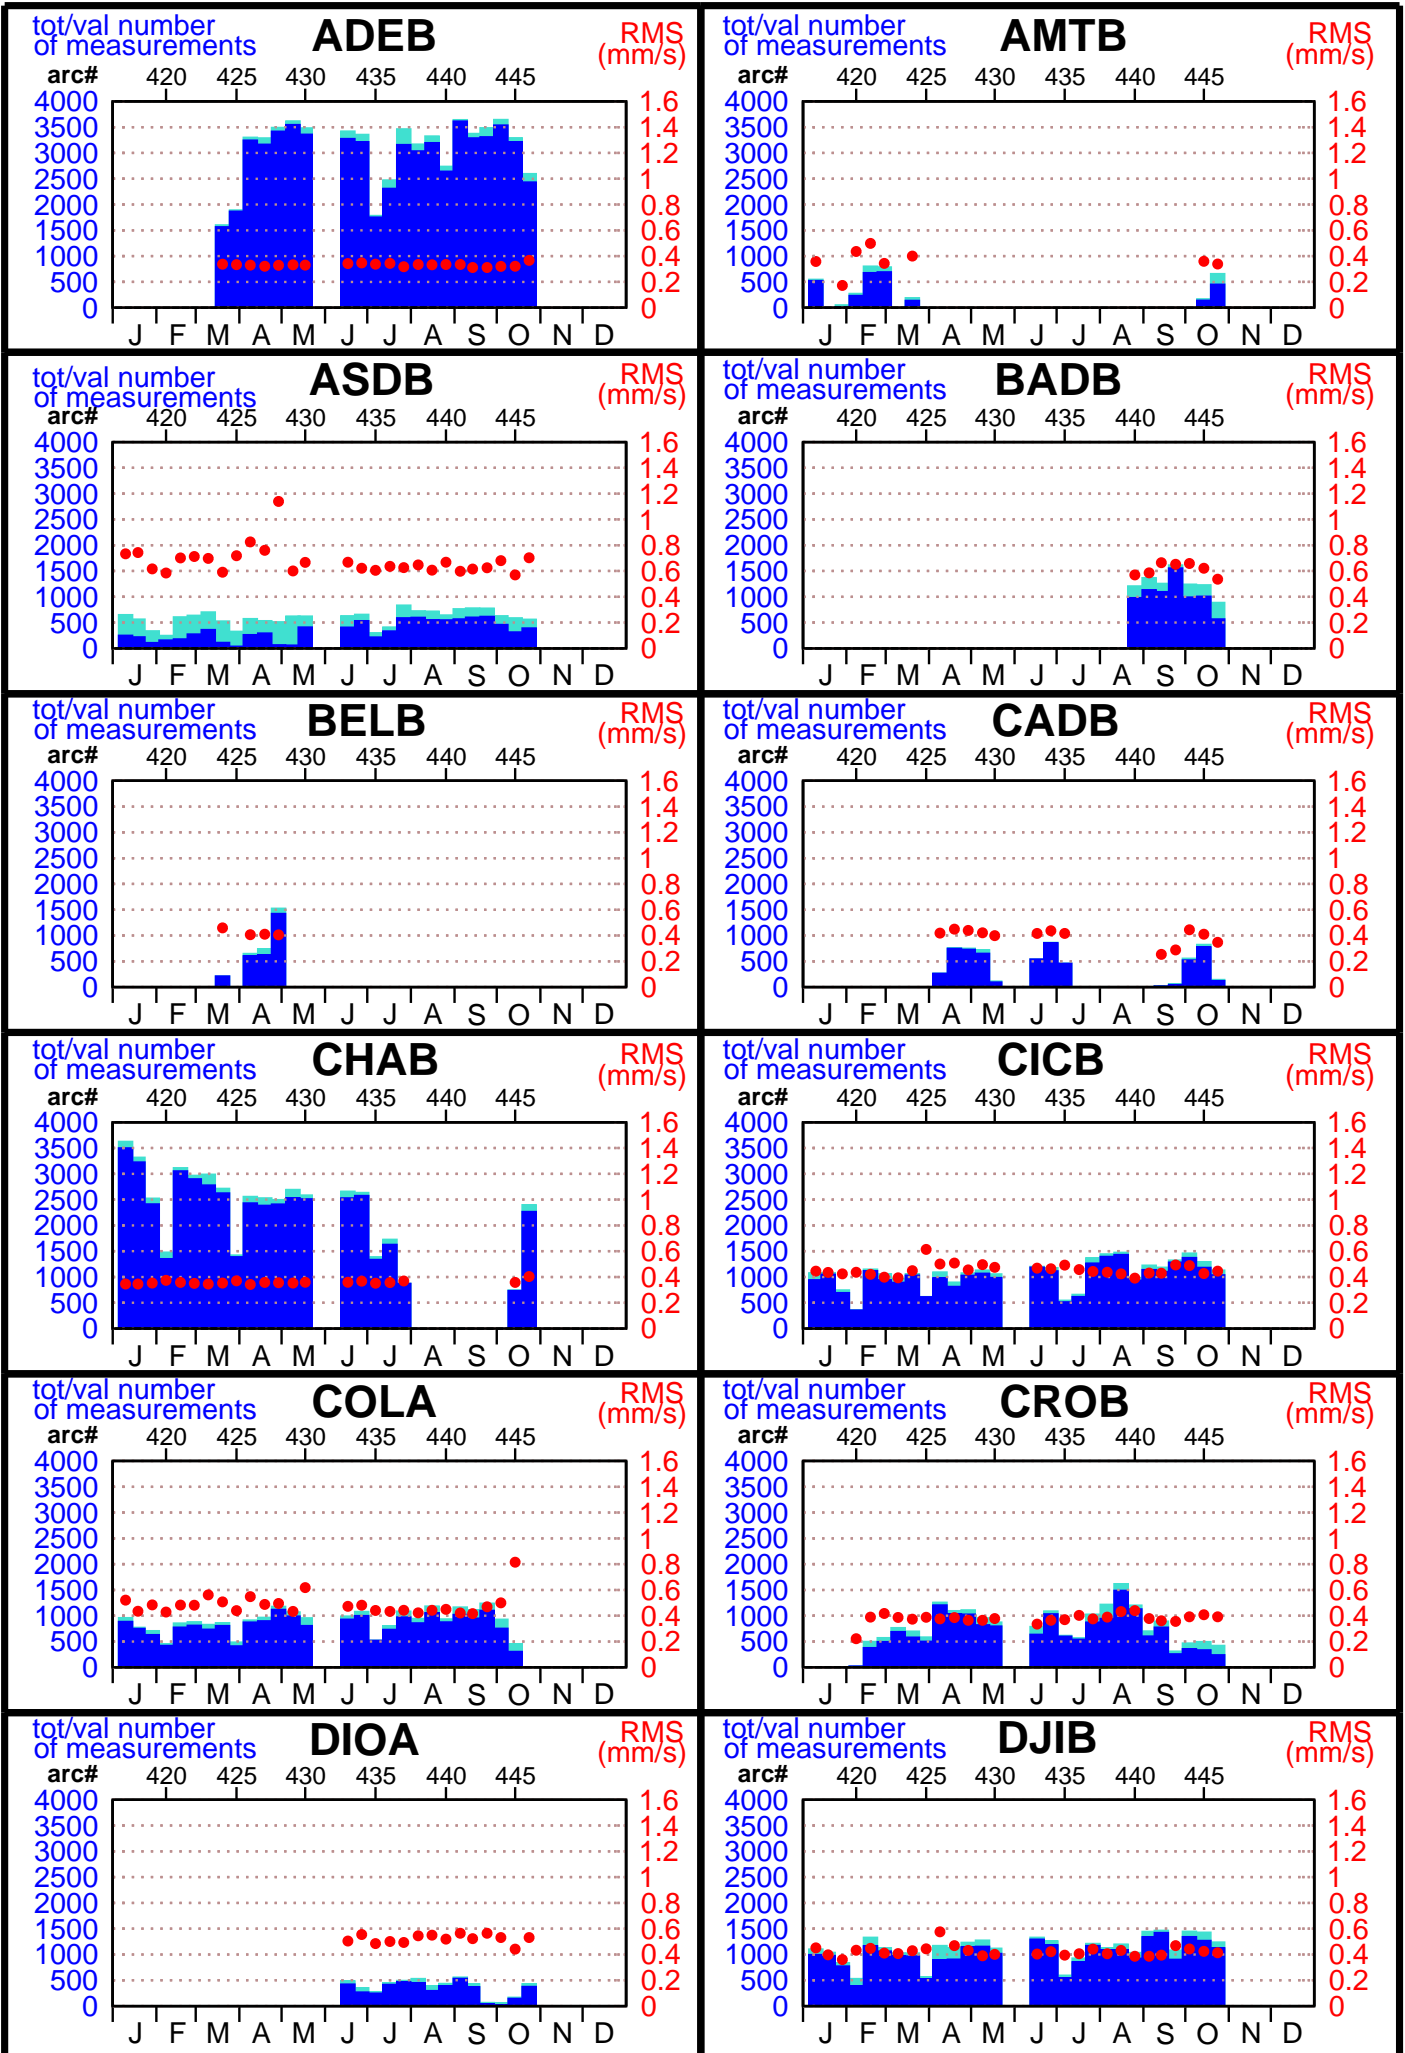 tot/val number
of measurements
ADEB
RMS
(mm/s)
arc# 420 425 430 435 440 445
4000 1.6
3500 1.4
3000 1.2
2500 1
2000 0.8
1500 0.6
1000 0.4
500 0.2
0 0
J F M A M J J A S O N D
tot/val number
of measurements
AMTB
RMS
(mm/s)
arc# 420 425 430 435 440 445
4000 1.6
3500 1.4
3000 1.2
2500 1
2000 0.8
1500 0.6
1000 0.4
500 0.2
0 0
J F M A M J J A S O N D
tot/val number
of measurements
ASDB
RMS
(mm/s)
arc# 420 425 430 435 440 445
4000 1.6
3500 1.4
3000 1.2
2500 1
2000 0.8
1500 0.6
1000 0.4
500 0.2
0 0
J F M A M J J A S O N D
tot/val number
of measurements
BADB
RMS
(mm/s)
arc# 420 425 430 435 440 445
4000 1.6
3500 1.4
3000 1.2
2500 1
2000 0.8
1500 0.6
1000 0.4
500 0.2
0 0
J F M A M J J A S O N D
tot/val number
of measurements
BELB
RMS
(mm/s)
arc# 420 425 430 435 440 445
4000 1.6
3500 1.4
3000 1.2
2500 1
2000 0.8
1500 0.6
1000 0.4
500 0.2
0 0
J F M A M J J A S O N D
tot/val number
of measurements
CADB
RMS
(mm/s)
arc# 420 425 430 435 440 445
4000 1.6
3500 1.4
3000 1.2
2500 1
2000 0.8
1500 0.6
1000 0.4
500 0.2
0 0
J F M A M J J A S O N D
tot/val number
of measurements
CHAB
RMS
(mm/s)
arc# 420 425 430 435 440 445
4000 1.6
3500 1.4
3000 1.2
2500 1
2000 0.8
1500 0.6
1000 0.4
500 0.2
0 0
J F M A M J J A S O N D
tot/val number
of measurements
CICB
RMS
(mm/s)
arc# 420 425 430 435 440 445
4000 1.6
3500 1.4
3000 1.2
2500 1
2000 0.8
1500 0.6
1000 0.4
500 0.2
0 0
J F M A M J J A S O N D
tot/val number
of measurements
COLA
RMS
(mm/s)
arc# 420 425 430 435 440 445
4000 1.6
3500 1.4
3000 1.2
2500 1
2000 0.8
1500 0.6
1000 0.4
500 0.2
0 0
J F M A M J J A S O N D
tot/val number
of measurements
CROB
RMS
(mm/s)
arc# 420 425 430 435 440 445
4000 1.6
3500 1.4
3000 1.2
2500 1
2000 0.8
1500 0.6
1000 0.4
500 0.2
0 0
J F M A M J J A S O N D
tot/val number
of measurements
DIOA
RMS
(mm/s)
arc# 420 425 430 435 440 445
4000 1.6
3500 1.4
3000 1.2
2500 1
2000 0.8
1500 0.6
1000 0.4
500 0.2
0 0
J F M A M J J A S O N D
tot/val number
of measurements
DJIB
RMS
(mm/s)
arc# 420 425 430 435 440 445
4000 1.6
3500 1.4
3000 1.2
2500 1
2000 0.8
1500 0.6
1000 0.4
500 0.2
0 0
J F M A M J J A S O N D